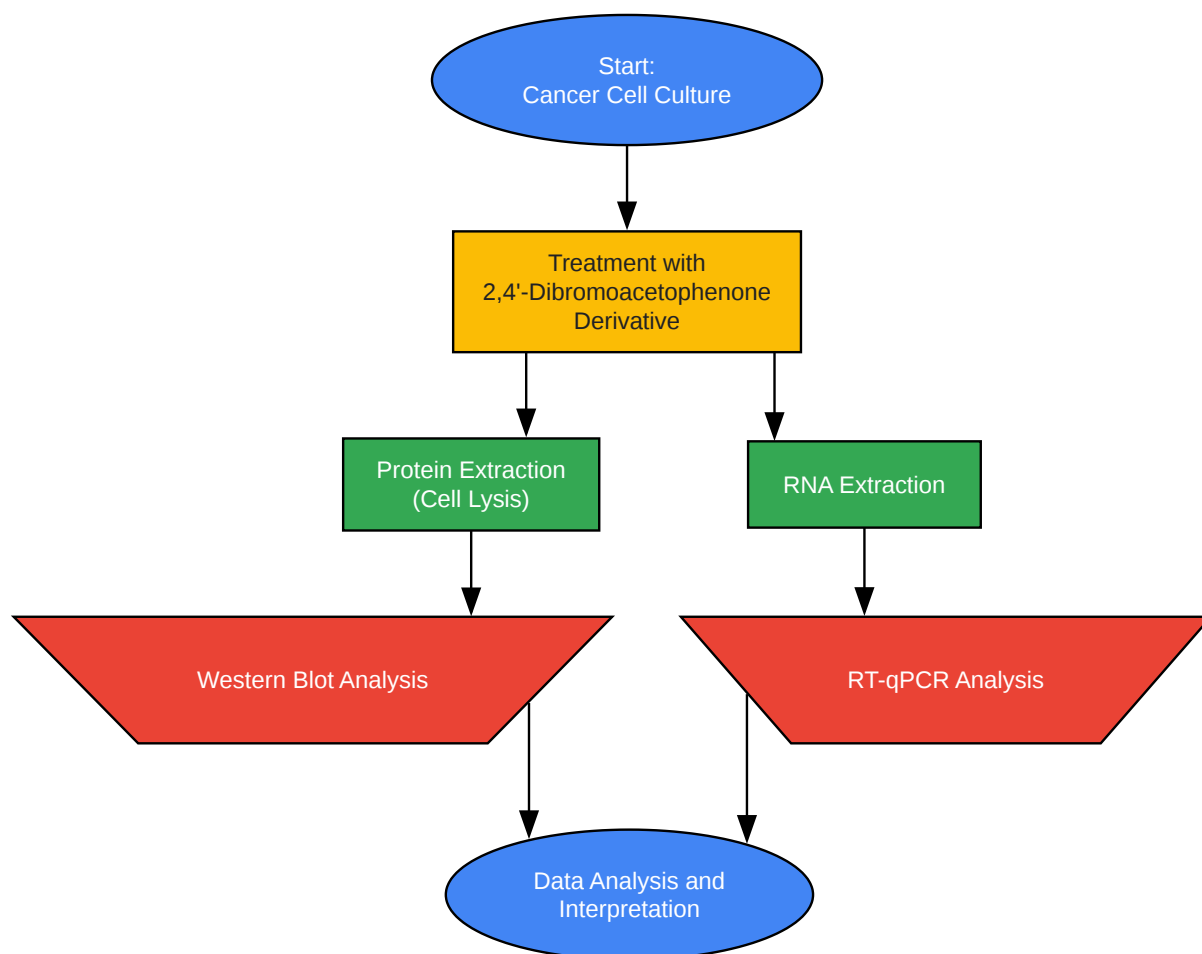 Start:
Cancer Cell Culture
Treatment with
2,4'-Dibromoacetophenone
Derivative
Protein Extraction
(Cell Lysis)
RNA Extraction
Western Blot Analysis
RT-qPCR Analysis
Data Analysis and
Interpretation